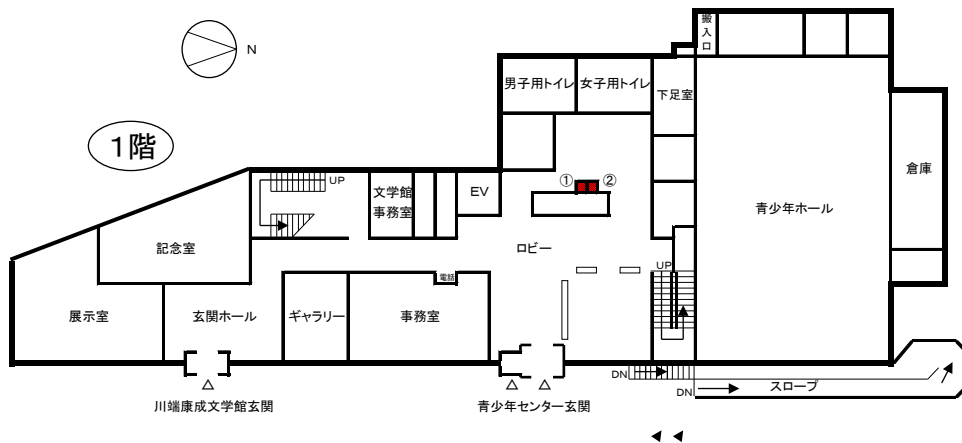 搬入口
N
男子用トイレ
女子用トイレ
下足室
1階
UP
文学館
事務室
EV
①
②
倉庫
青少年ホール
記念室
ロビー
UP
電話
展示室
玄関ホール
ギャラリー
事務室
DN
スロープ
DN
川端康成文学館玄関
青少年センター玄関